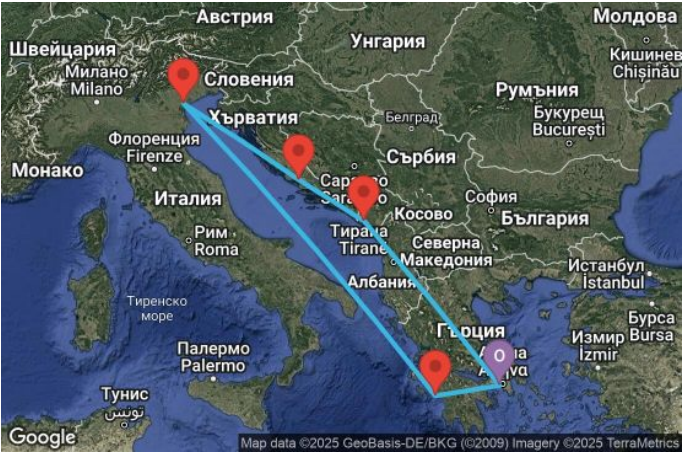 Австрия
Молдова
Швейцария
Унгария
Кишинев
Chișinău
Милано
Milano
Словения
Румъния
Хърватия
Белград
Букурещ
București
Флоренция
Firenze
Сърбия
Монако
Италия
София
Косово
България
Рим
Roma
Тирана
Tirane
Северна
Македония
Истанбул
İstanbul
Албания
Тиренско
море
Бурса
Bursa
Гърция
Измир
İzmir
Палермо
Palermo
O
Тунис
تونس
Google
Map data ©2025 GeoBasis-DE/BKG (©2009) Imagery ©2025 TerraMetrics